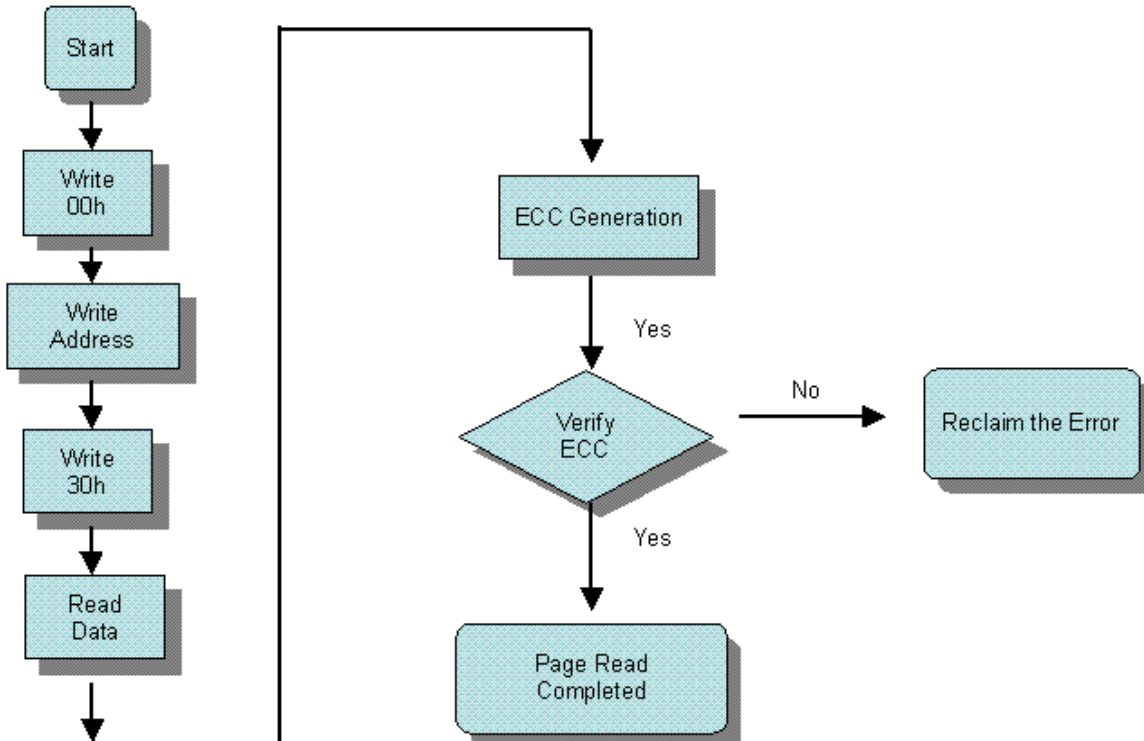 Start
Write
00h
Write
Address
Write
30h
Read
Data
ECC Generation
Yes
Verify
ECC
No
Reclaim the Error
Yes
Page Read
Completed